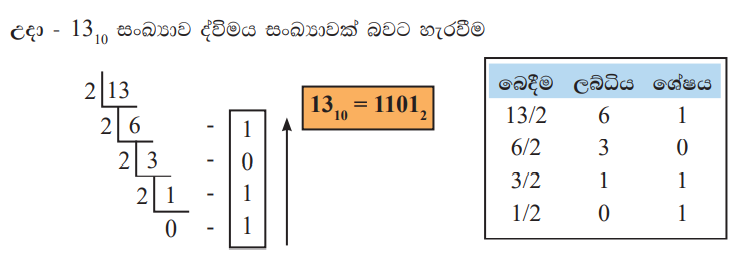 උදා - 13₁₀ සංඛ්‍යාව ද්විමය සංඛ්‍යාවක් බවට හැරවීම
2 13
2 6 - 1
2 3 - 0
2 1 - 1
0 - 1
13₁₀ = 1101₂
බෙදීම ලබ්ධිය ශේෂය
13/2 6 1
6/2 3 0
3/2 1 1
1/2 0 1